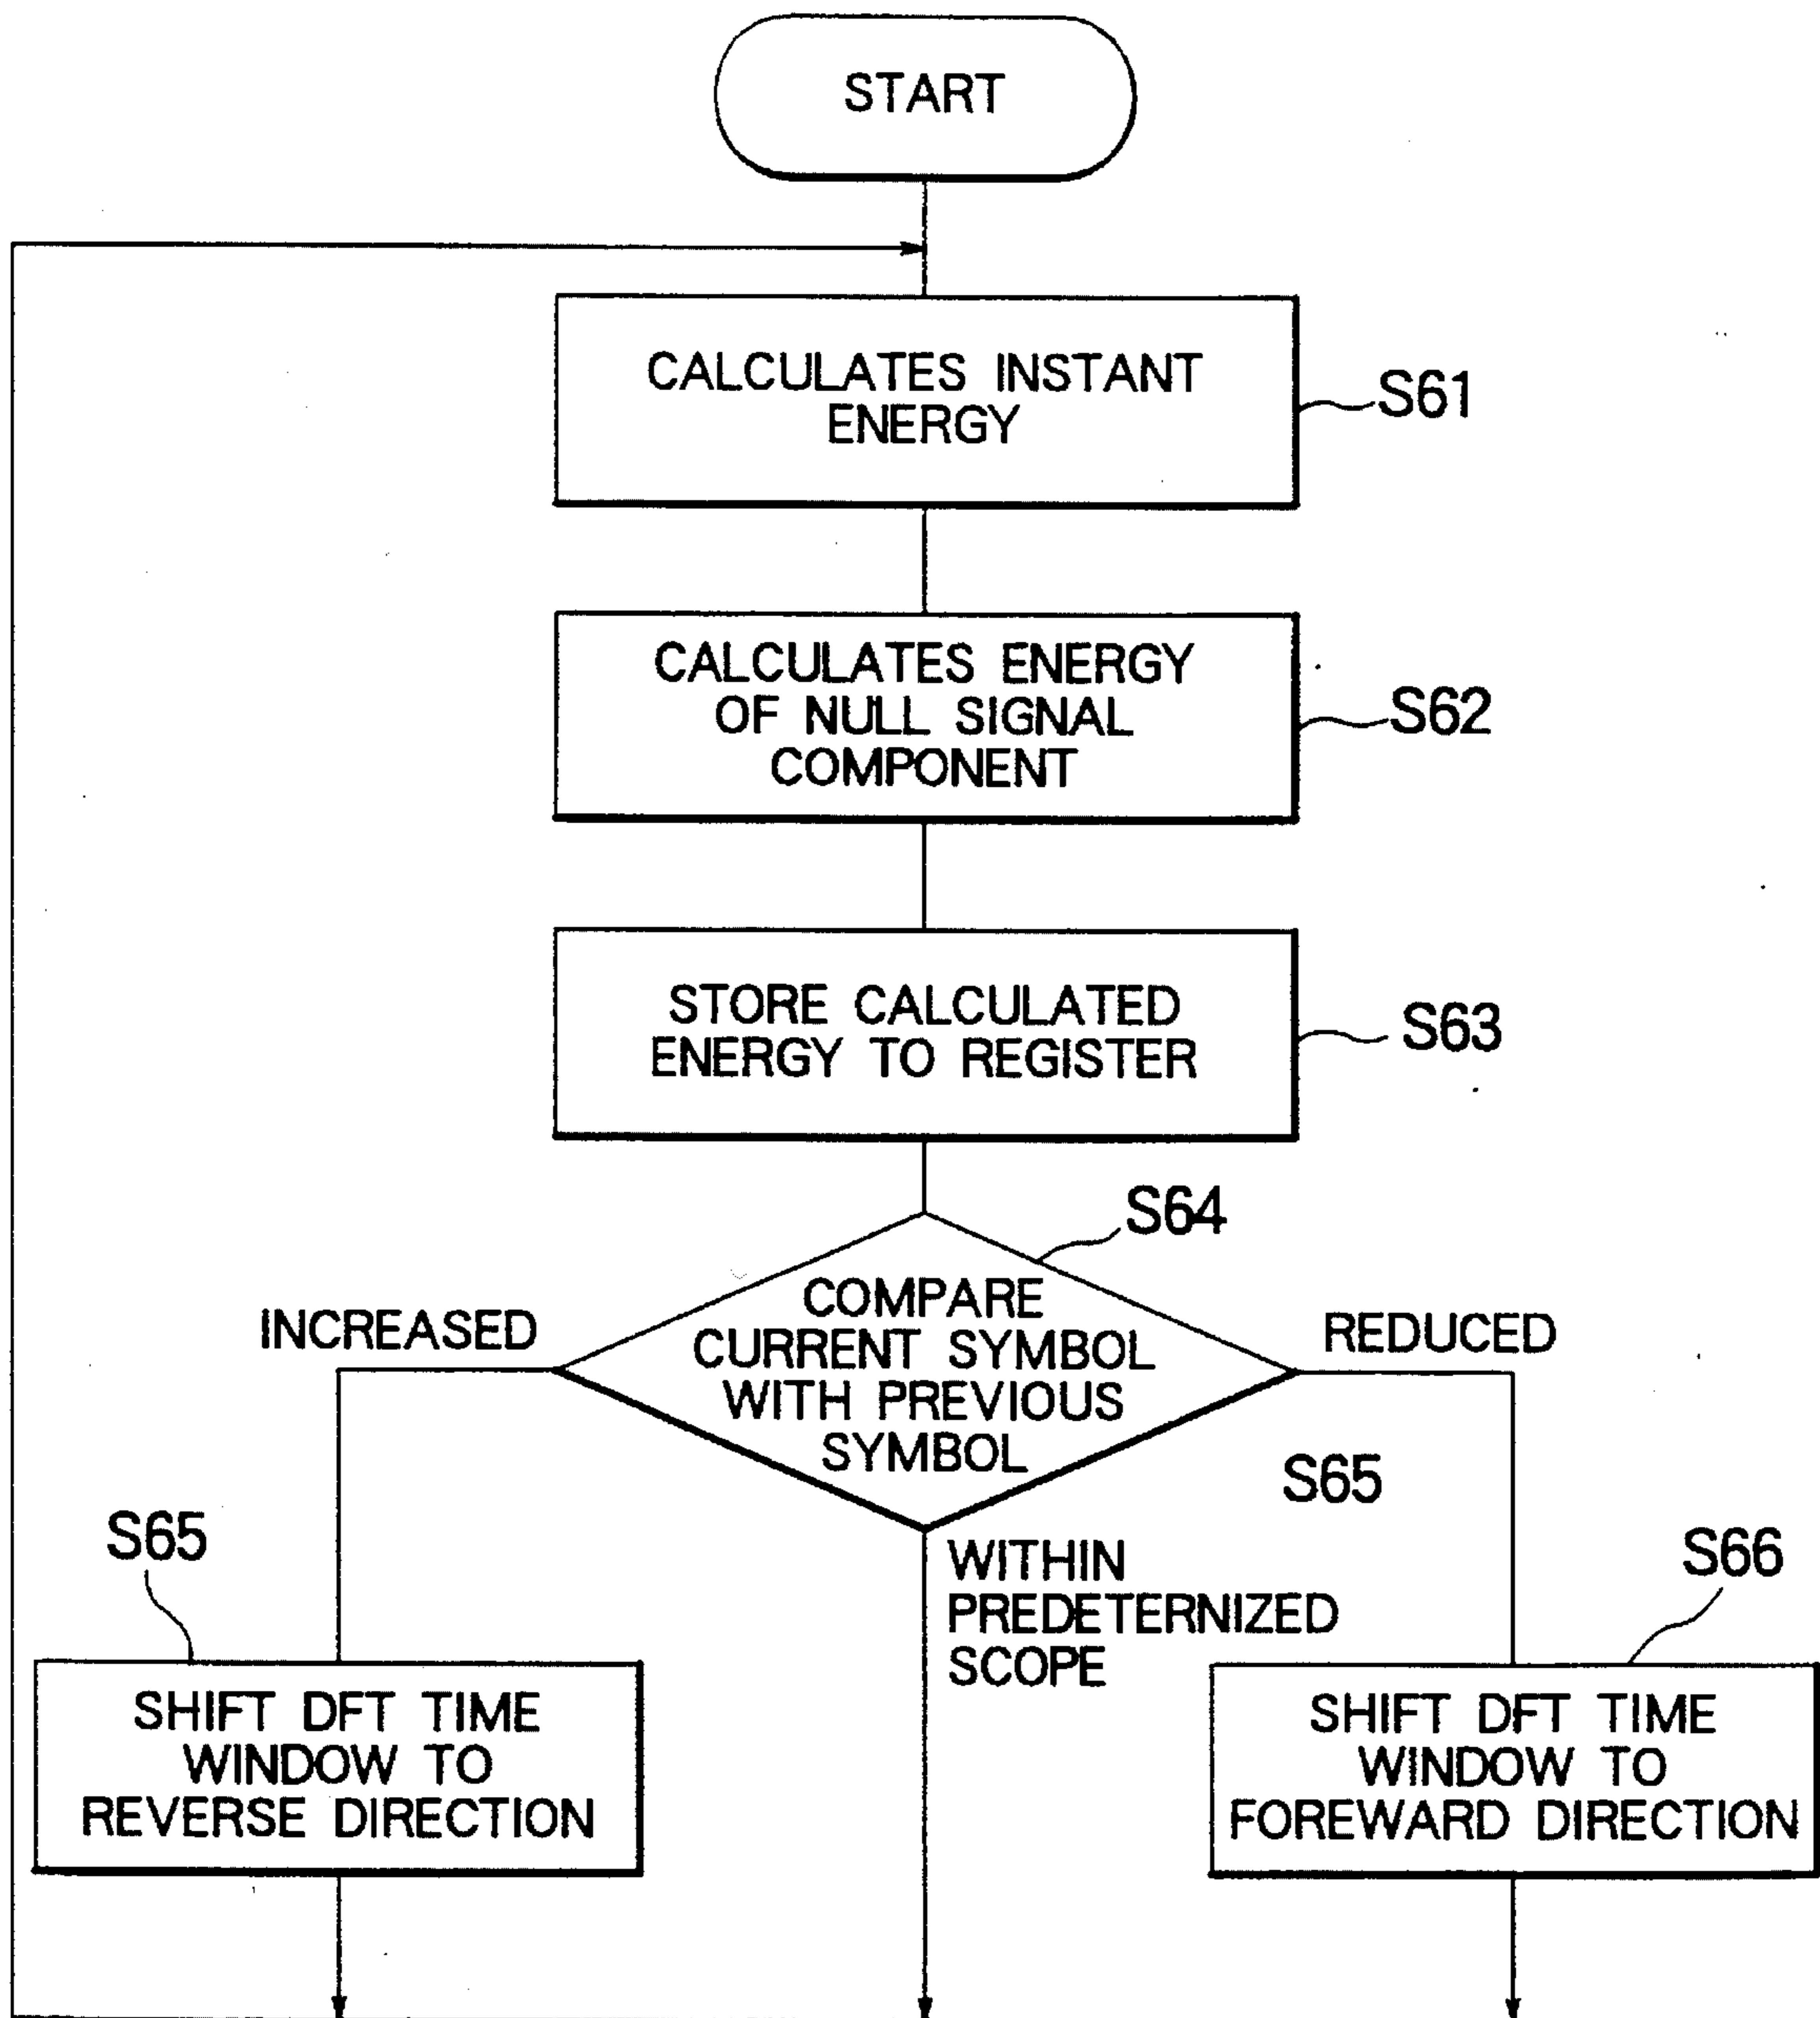 START
CALCULATES INSTANT
ENERGY
S61
CALCULATES ENERGY
OF NULL SIGNAL
COMPONENT
S62
STORE CALCULATED
ENERGY TO REGISTER
S63
S64
COMPARE
CURRENT SYMBOL
WITH PREVIOUS
SYMBOL
INCREASED
REDUCED
S65
S65
WITHIN
PREDETERNIZED
SCOPE
S66
SHIFT DFT TIME
WINDOW TO
REVERSE DIRECTION
SHIFT DFT TIME
WINDOW TO
FOREWARD DIRECTION